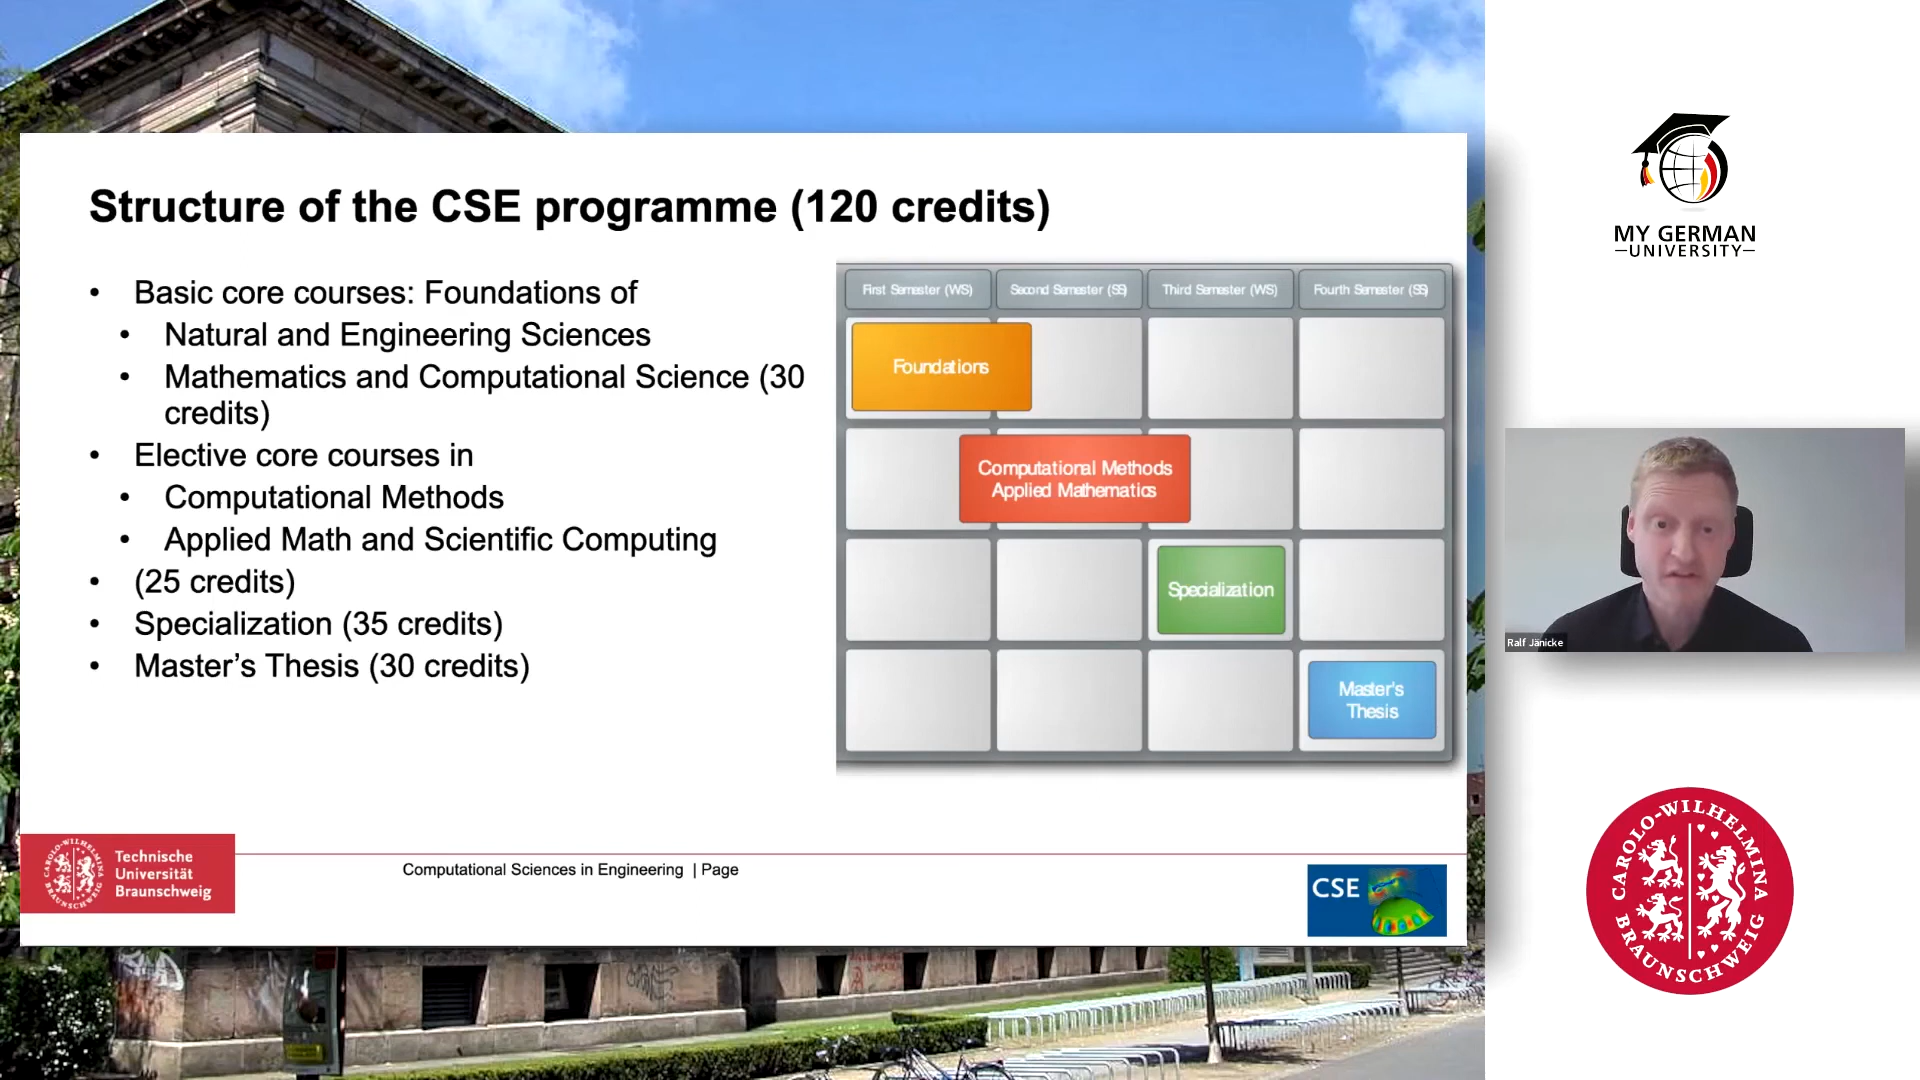 Structure of the CSE programme (120 credits)
• Basic core courses: Foundations of
• Natural and Engineering Sciences
• Mathematics and Computational Science (30
credits)
• Elective core courses in
• Computational Methods
• Applied Math and Scientific Computing
• (25 credits)
• Specialization (35 credits)
• Master’s Thesis (30 credits)
First Semester (WS)
Second Semester (SS)
Third Semester (WS)
Fourth Semester (SS)
Foundations
Computational Methods
Applied Mathematics
Specialization
Master's
Thesis
CAROLO-WILHELMINA
BRAUNSCHWEIG
Technische
Universität
Braunschweig
Computational Sciences in Engineering | Page
CSE
MY GERMAN
UNIVERSITY
Ralf Jänicke
CAROLO-WILHELMINA
BRAUNSCHWEIG